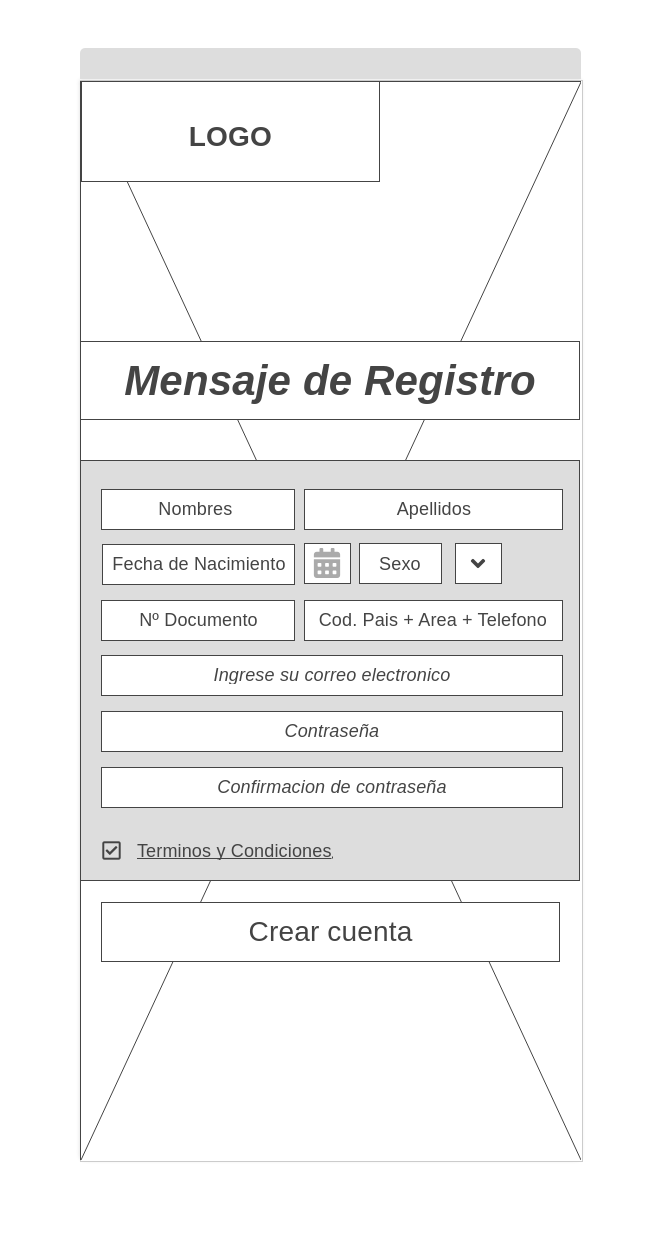 LOGO
Mensaje de Registro
Nombres
Apellidos
Fecha de Nacimiento
Sexo
Nº Documento
Cod. Pais + Area + Telefono
Ingrese su correo electronico
Contraseña
Confirmacion de contraseña
Terminos y Condiciones
Crear cuenta